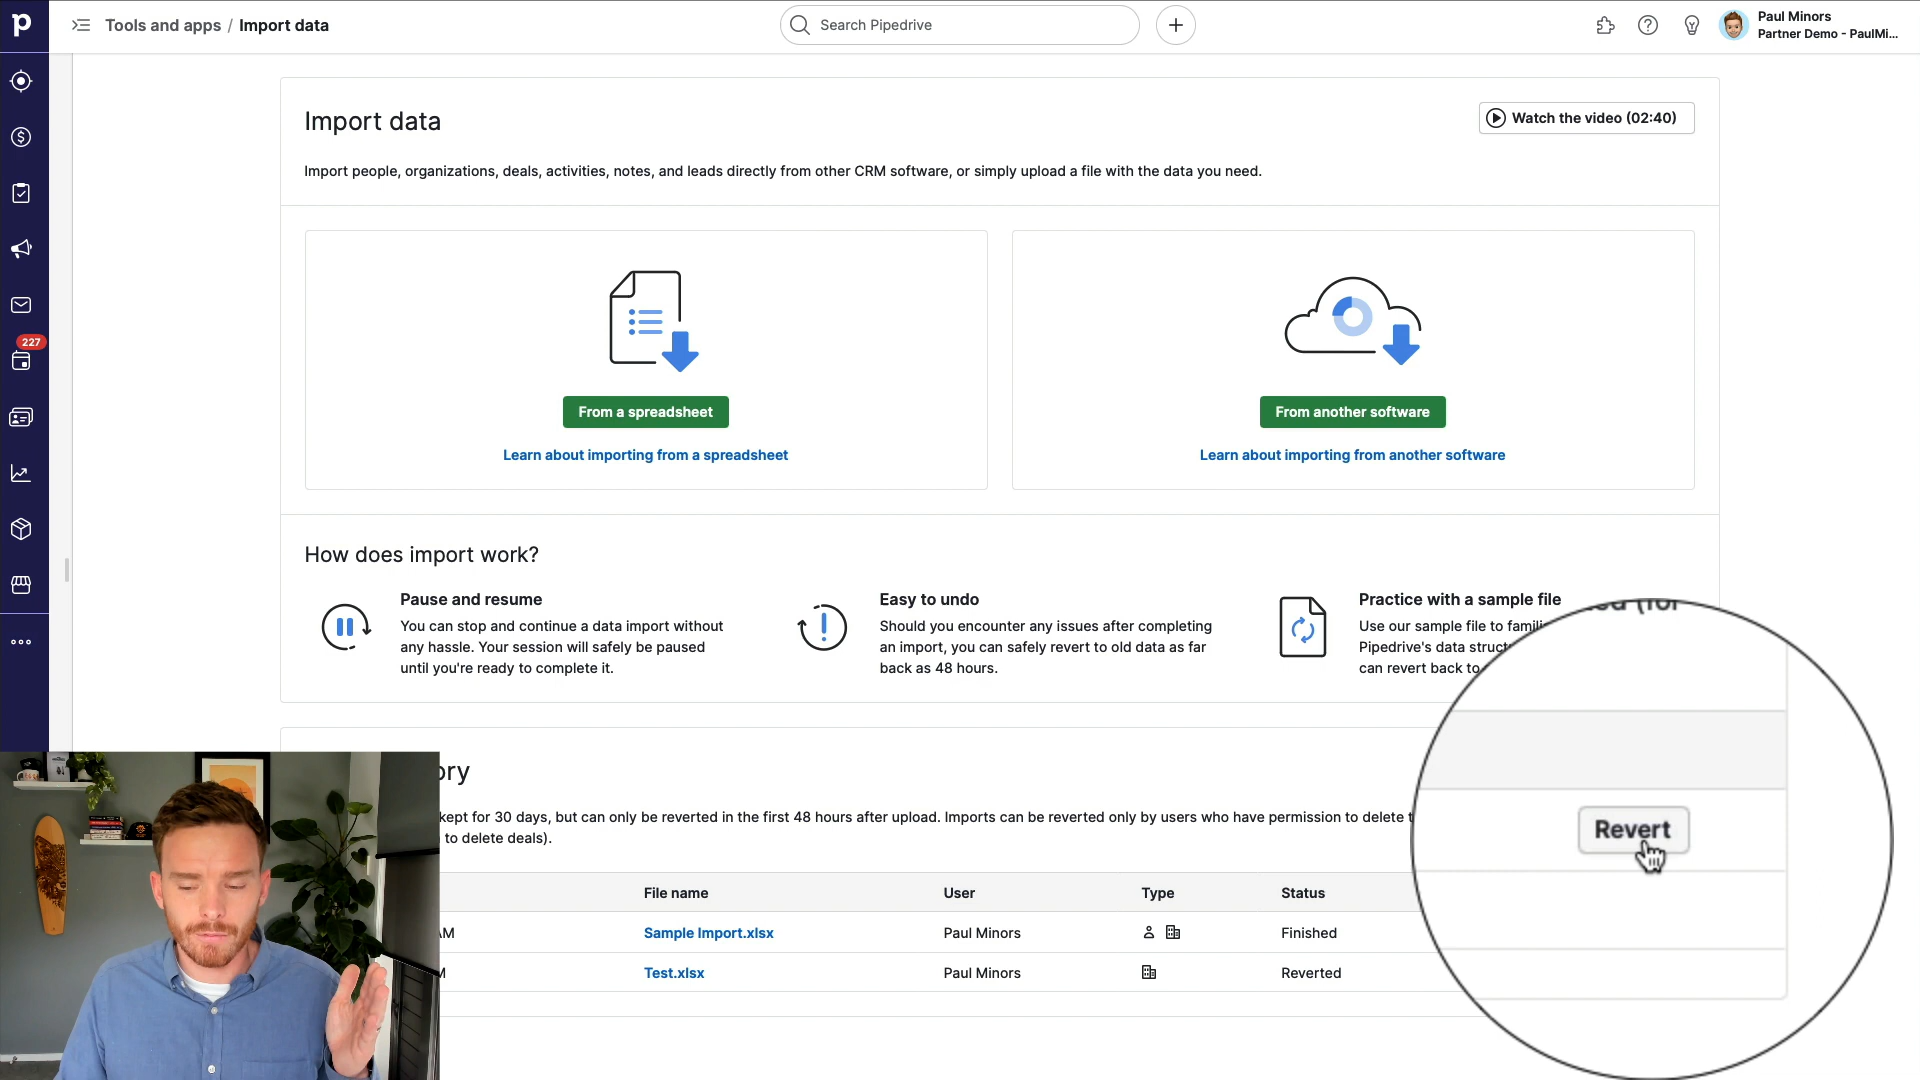 p
Tools and apps / Import data
Search Pipedrive
Paul Minors
Partner Demo - PaulMi...
227
Import data
Watch the video (02:40)
Import people, organizations, deals, activities, notes, and leads directly from other CRM software, or simply upload a file with the data you need.
From a spreadsheet
Learn about importing from a spreadsheet
From another software
Learn about importing from another software
How does import work?
Pause and resume
You can stop and continue a data import without
any hassle. Your session will safely be paused
until you're ready to complete it.
Easy to undo
Should you encounter any issues after completing
an import, you can safely revert to old data as far
back as 48 hours.
Practice with a sample file
Use our sample file to famili
Pipedrive's data struct
can revert back to
ory
kept for 30 days, but can only be reverted in the first 48 hours after upload. Imports can be reverted only by users who have permission to delete t
to delete deals).
File name User Type Status
AM Sample Import.xlsx Paul Minors Finished
M Test.xlsx Paul Minors Reverted
Revert